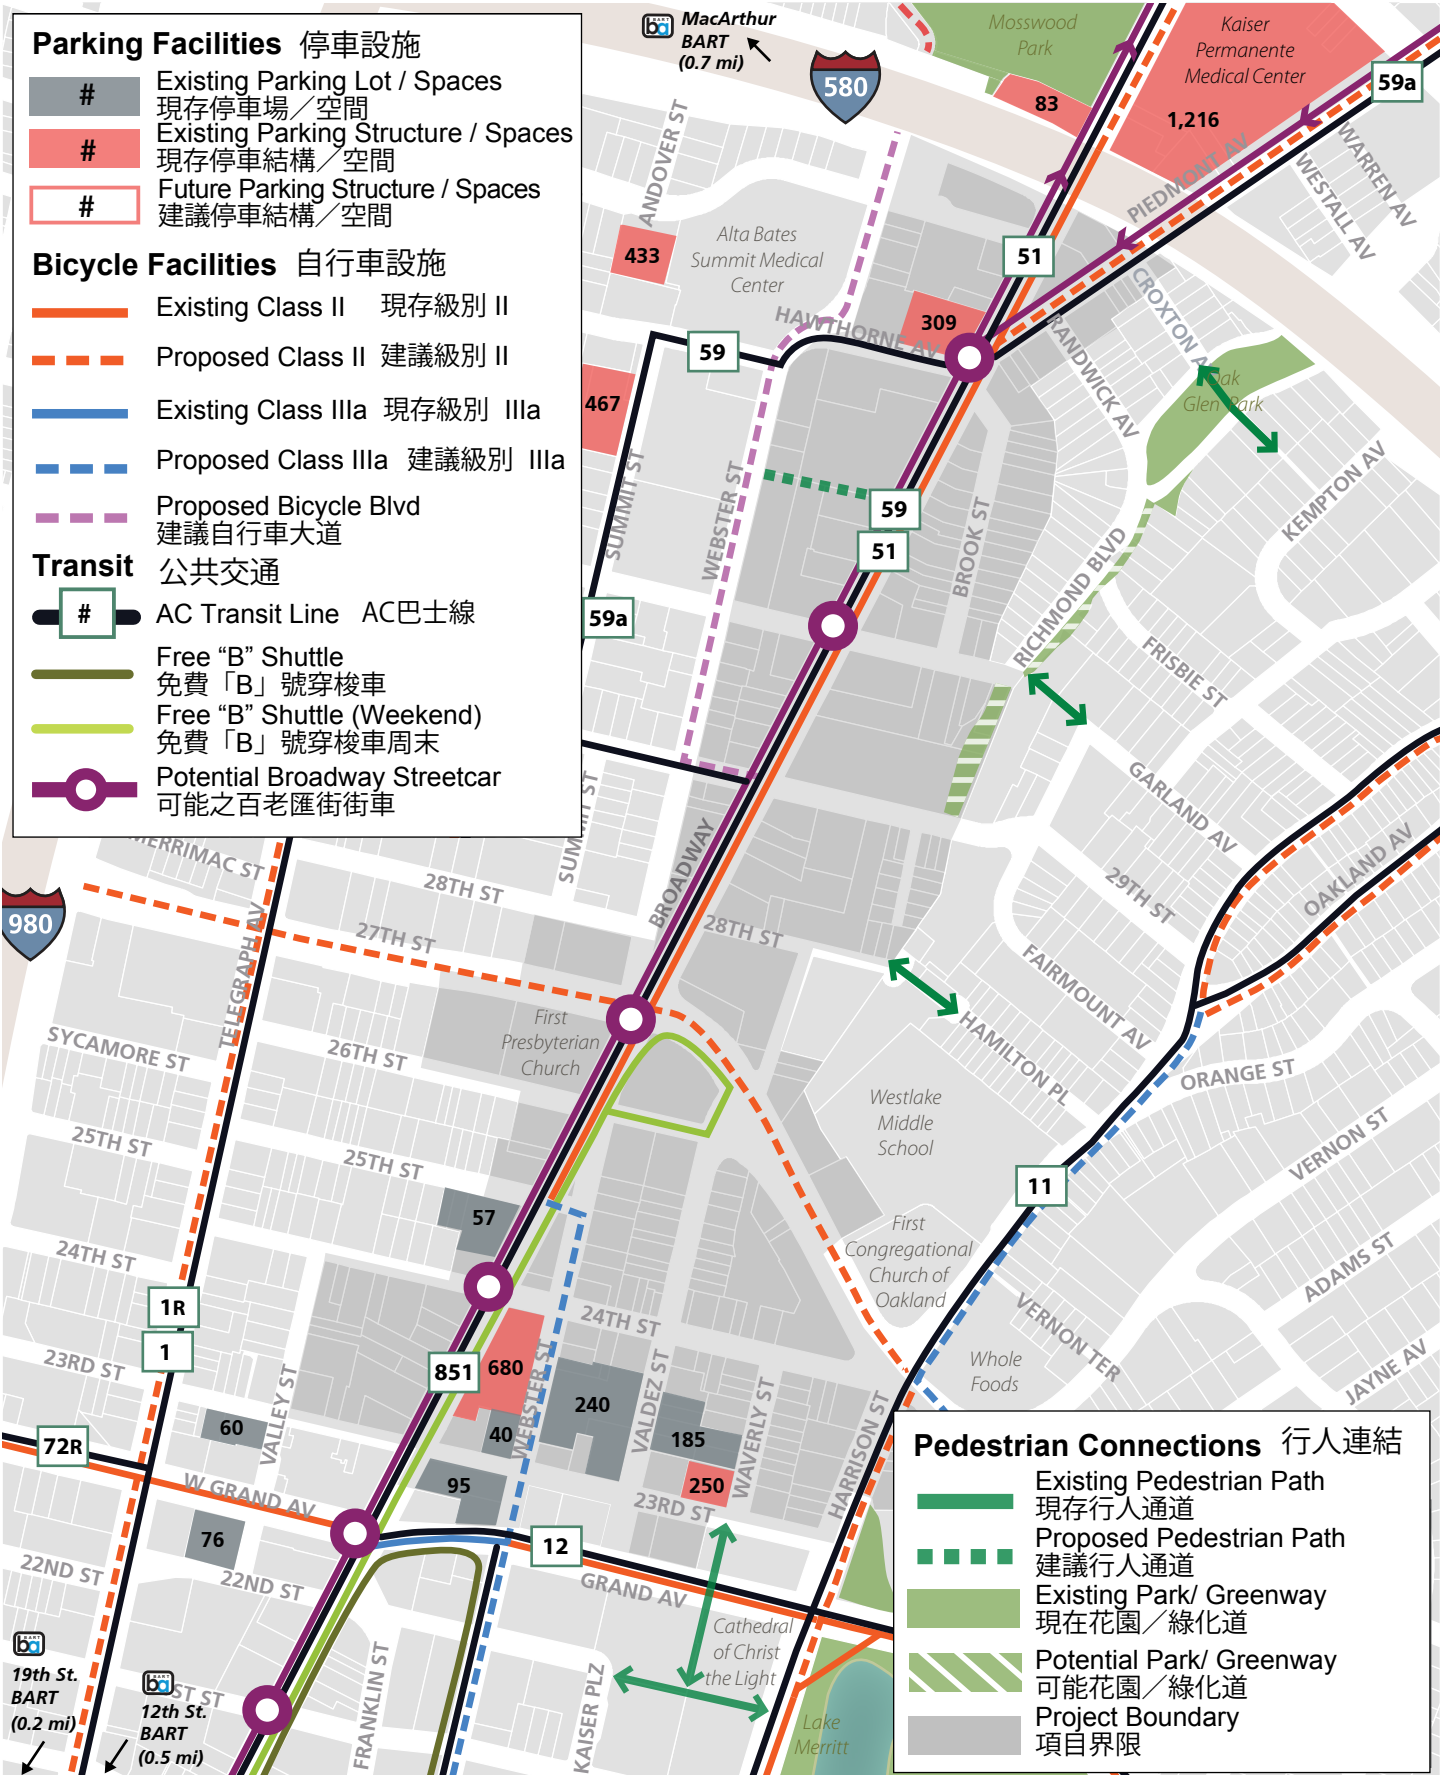 Parking Facilities 停車設施
# Existing Parking Lot / Spaces
現存停車場／空間
# Existing Parking Structure / Spaces
現存停車結構／空間
# Future Parking Structure / Spaces
建議停車結構／空間
Bicycle Facilities 自行車設施
Existing Class II 現存級別 II
Proposed Class II 建議級別 II
Existing Class IIIa 現存級別 IIIa
Proposed Class IIIa 建議級別 IIIa
Proposed Bicycle Blvd
建議自行車大道
Transit 公共交通
# AC Transit Line AC巴士線
Free “B” Shuttle
免費「B」號穿梭車
Free “B” Shuttle (Weekend)
免費「B」號穿梭車周末
Potential Broadway Streetcar
可能之百老匯街街車
MacArthur
BART
(0.7 mi)
580
Mosswood
Park
83
Kaiser
Permanente
Medical Center
1,216
59a
PIEDMONT AV
WARREN AV
WESTALL AV
ANDOVER ST
433
Alta Bates
Summit Medical
Center
51
309
HAWTHORNE AV
59
467
CROXTON A
RANDWICK AV
Oak
Glen Park
KEMPTON AV
SUMMIT ST
WEBSTER ST
59
51
BROOK ST
RICHMOND BLVD
59a
FRISBIE ST
GARLAND AV
OAKLAND AV
29TH ST
MERRIMAC ST
28TH ST
SUMMIT ST
BROADWAY
28TH ST
980
27TH ST
TELEGRAPH AV
FAIRMOUNT AV
First
Presbyterian
Church
HAMILTON PL
SYCAMORE ST
26TH ST
ORANGE ST
Westlake
Middle
School
VERNON ST
25TH ST
25TH ST
11
57
First
Congregational
Church of
Oakland
ADAMS ST
24TH ST
1R
1
24TH ST
VERNON TER
23RD ST
851
680
Whole
Foods
JAYNE AV
VALLEY ST
WEBSTER ST
240
VALDEZ ST
WAVERLY ST
HARRISON ST
60
40
185
72R
95
250
W GRAND AV
23RD ST
76
12
22ND ST
22ND ST
GRAND AV
Cathedral
of Christ
the Light
FRANKLIN ST
KAISER PLZ
Lake
Merritt
19th St.
BART
(0.2 mi)
ST ST
12th St.
BART
(0.5 mi)
Pedestrian Connections 行人連結
Existing Pedestrian Path
現存行人通道
Proposed Pedestrian Path
建議行人通道
Existing Park/ Greenway
現在花園／綠化道
Potential Park/ Greenway
可能花園／綠化道
Project Boundary
項目界限